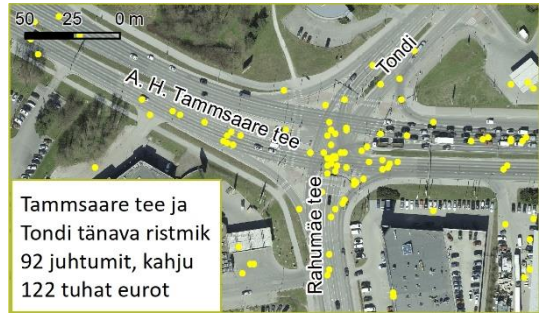 50 25 0 m
Tondi
A. H. Tammsaare tee
Rahumäe tee
Tammsaare tee ja
Tondi tänava ristmik
92 juhtumit, kahju
122 tuhat eurot